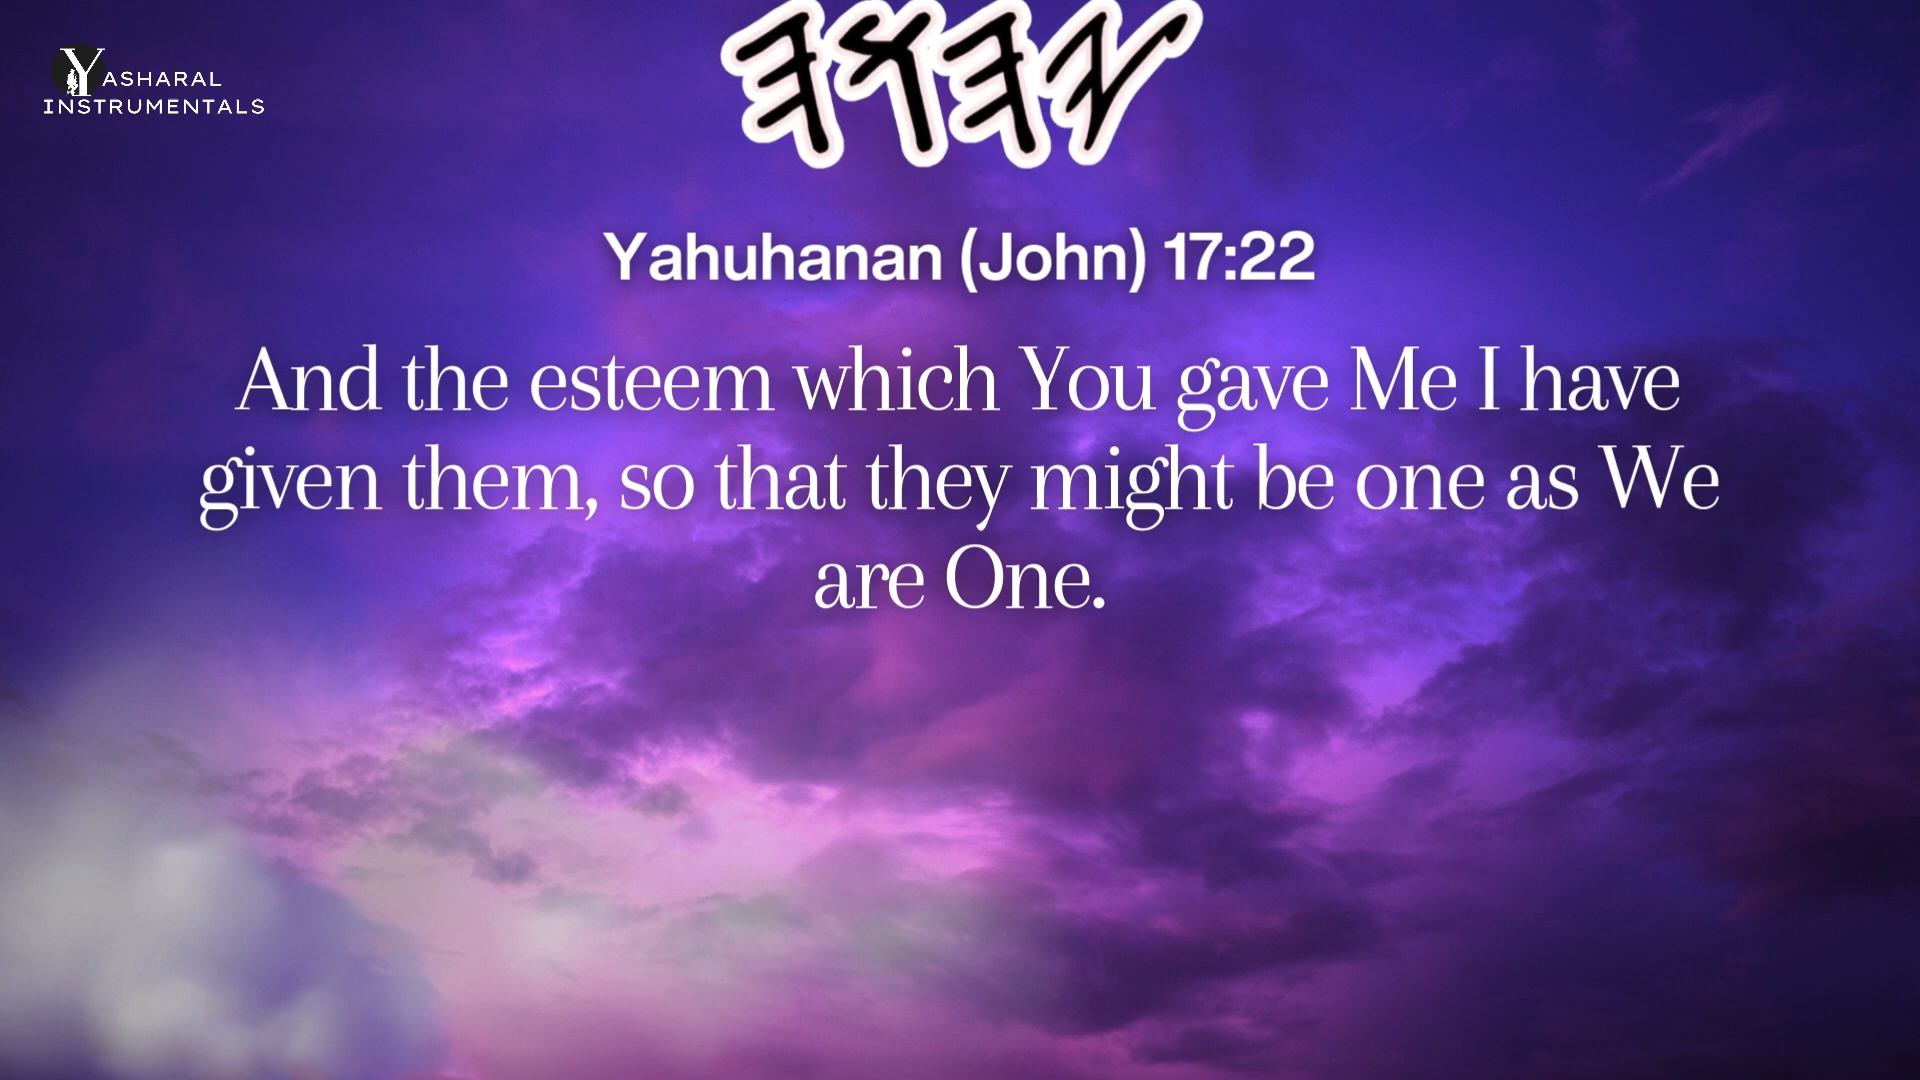 𐤉𐤄𐤅𐤄
YASHARAL
INSTRUMENTALS
Yahuhanan (John) 17:22
And the esteem which You gave Me I have
given them, so that they might be one as We
are One.